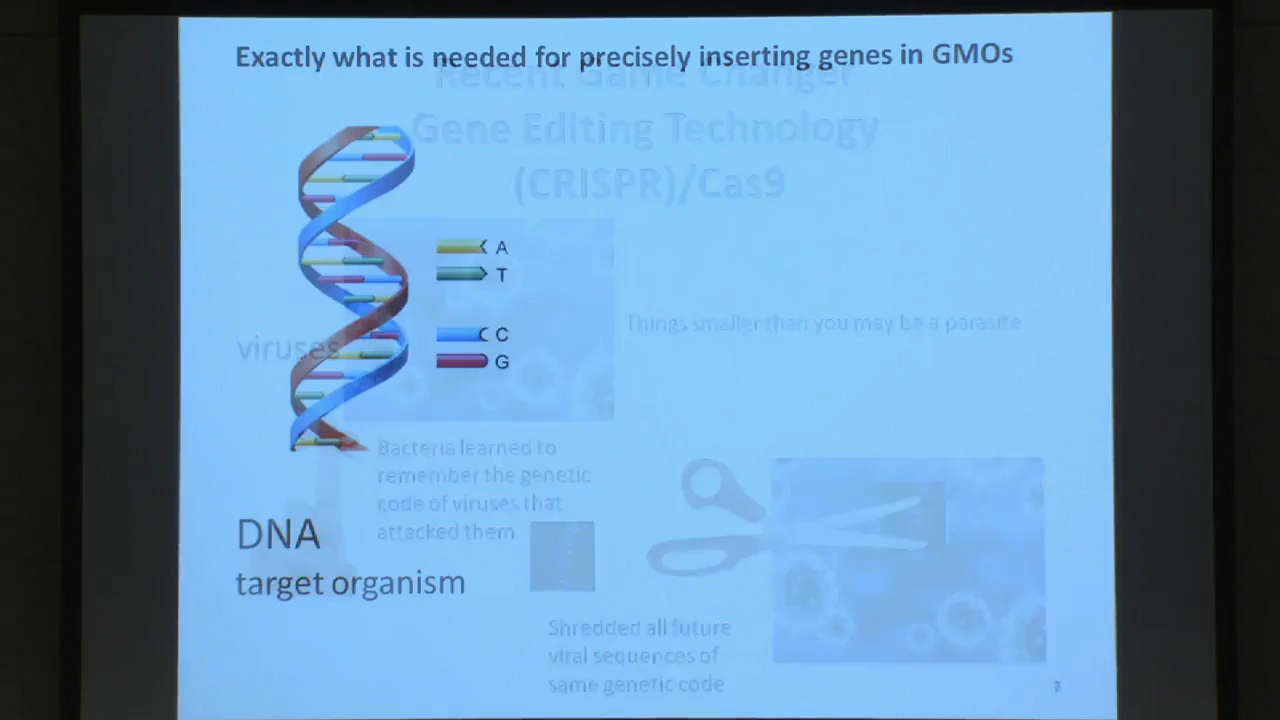 Exactly what is needed for precisely inserting genes in GMOs
Recent Game Changer
Gene Editing Technology
(CRISPR)/Cas9
A
T
Things smaller than you may be a parasite
C
viruses
G
Bacteria learned to
remember the genetic
code of viruses that
attacked them
DNA
target organism
Shredded all future
viral sequences of
same genetic code